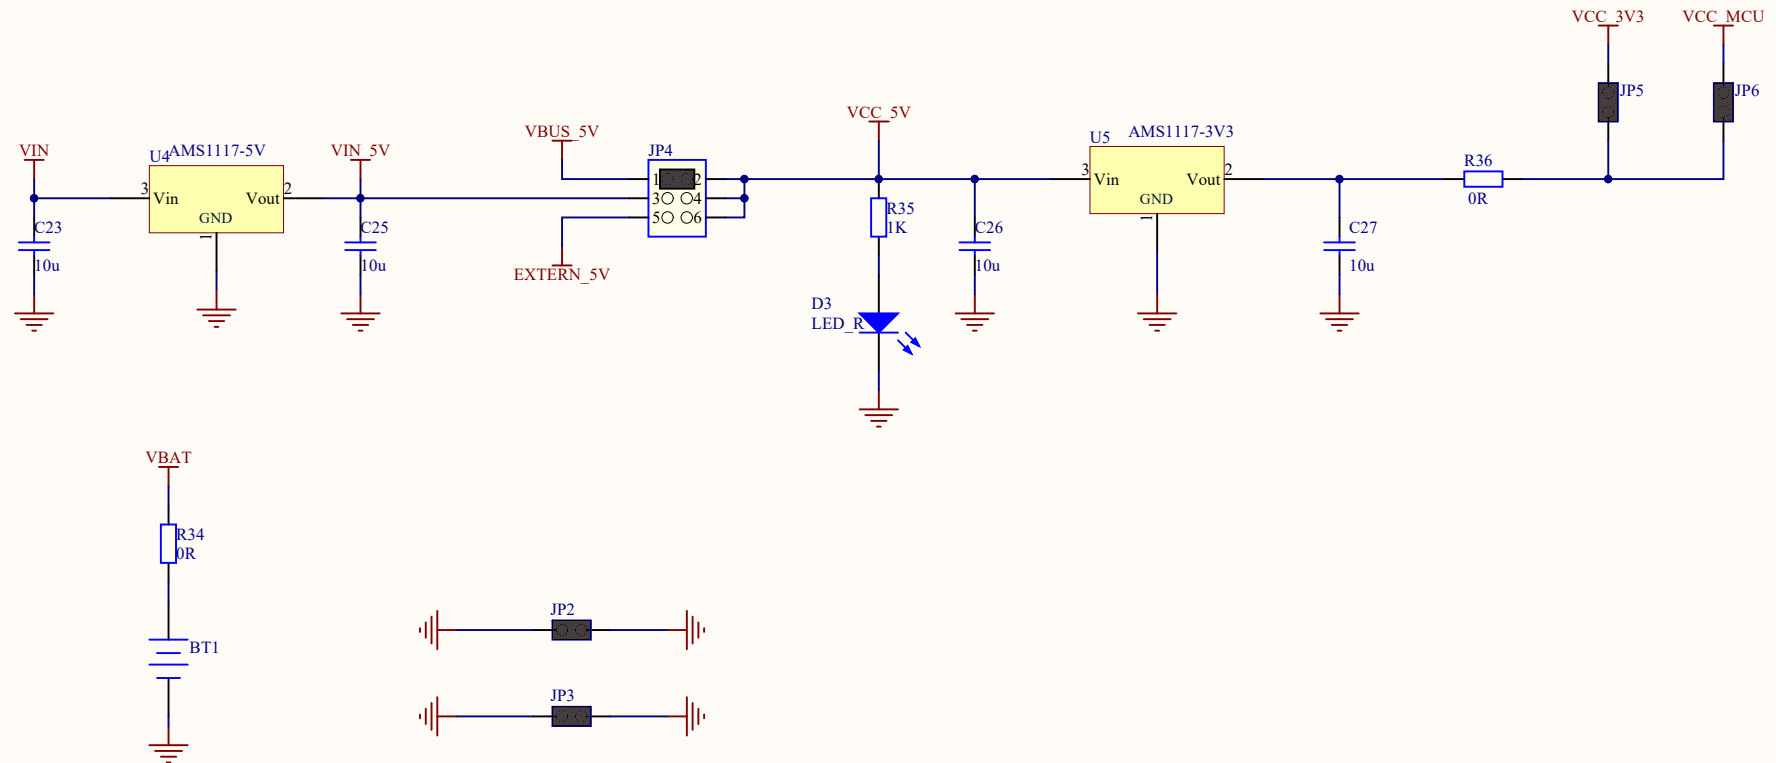 VCC_3V3
VCC_MCU
JP5
JP6
VCC_5V
VBUS_5V
VIN
U4
AMS1117-5V
VIN_5V
JP4
U5
AMS1117-3V3
3
Vin
Vout
2
GND
1
1
2
3
4
5
6
3
Vin
Vout
2
GND
1
R36
0R
C23
10u
C25
10u
EXTERN_5V
R35
1K
C26
10u
C27
10u
D3
LED_R
VBAT
R34
0R
BT1
JP2
JP3